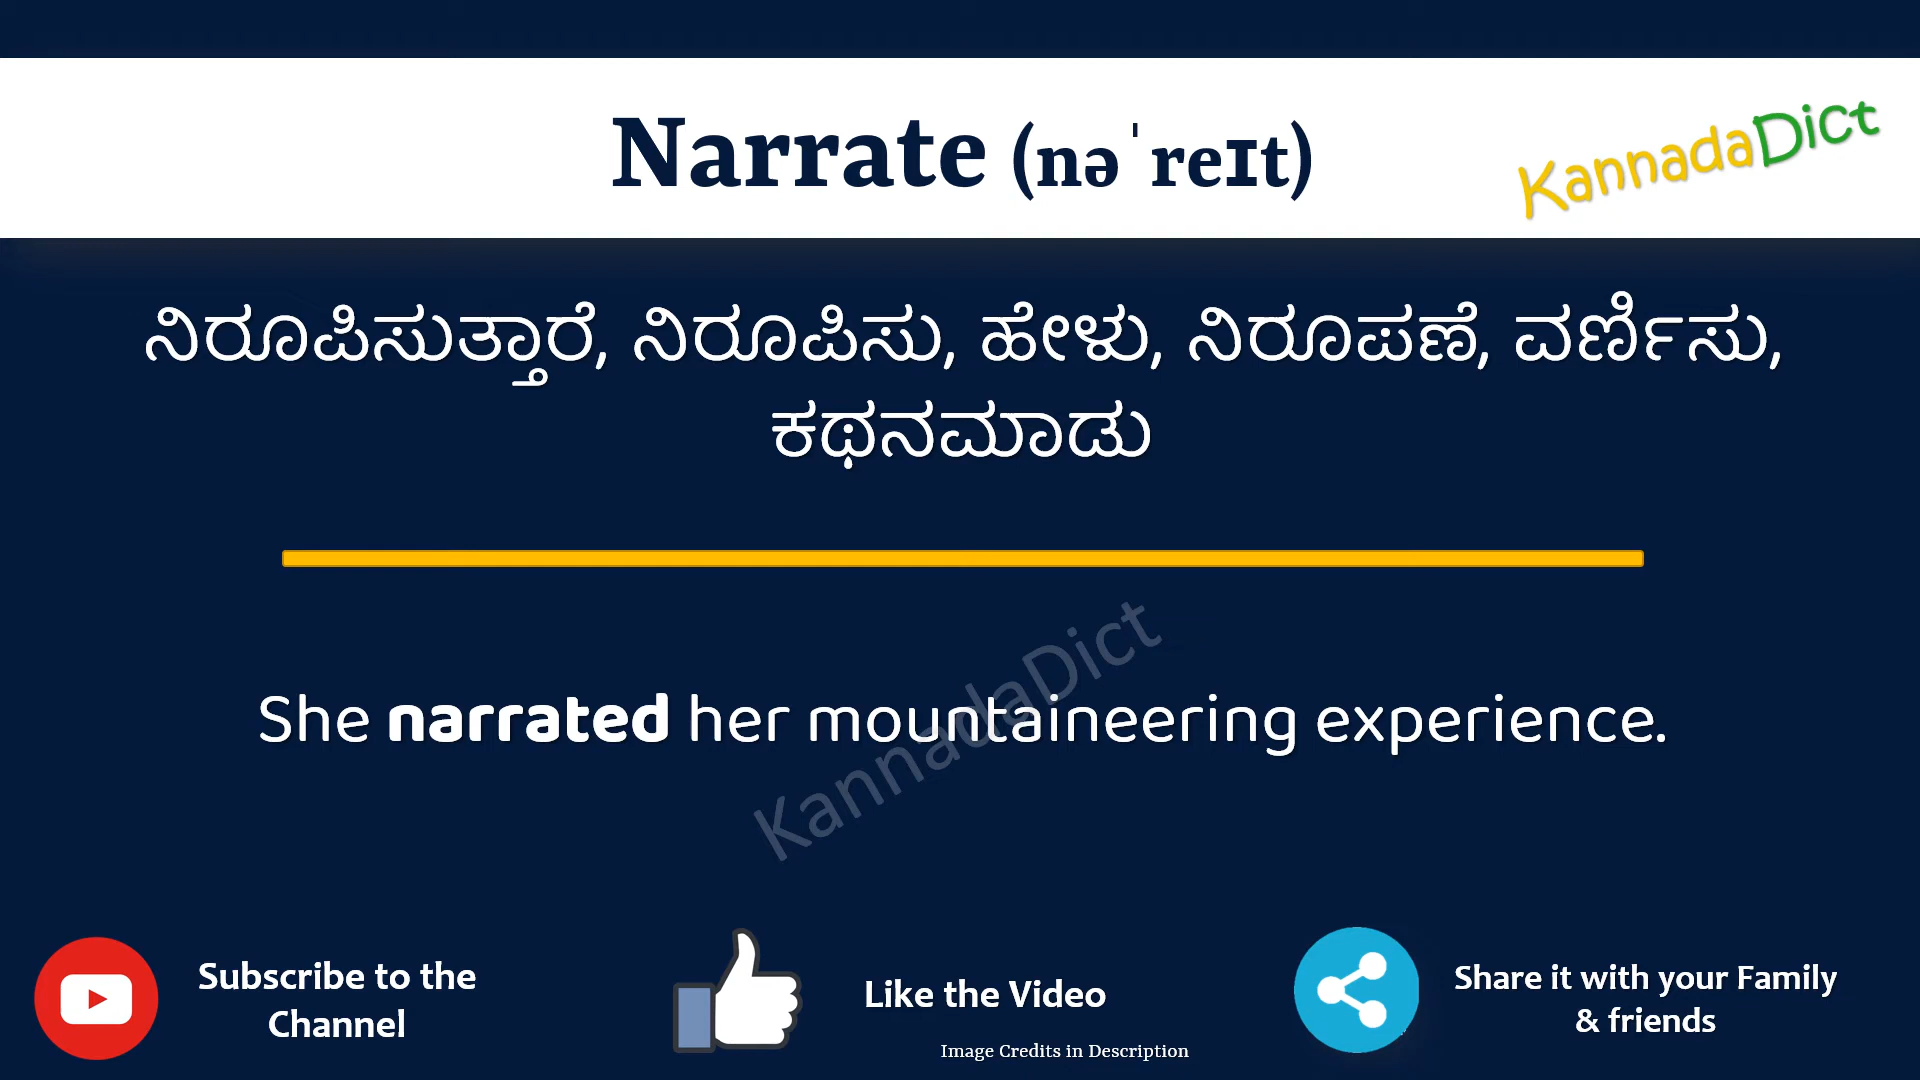 Narrate (nəˈreɪt)
KannadaDict
ನಿರೂಪಿಸುತ್ತಾರೆ, ನಿರೂಪಿಸು, ಹೇಳು, ನಿರೂಪಣೆ, ವರ್ಣಿಸು,
ಕಥನಮಾಡು
She narrated her mountaineering experience.
KannadaDict
Subscribe to the
Channel
Like the Video
Share it with your Family
& friends
Image Credits in Description